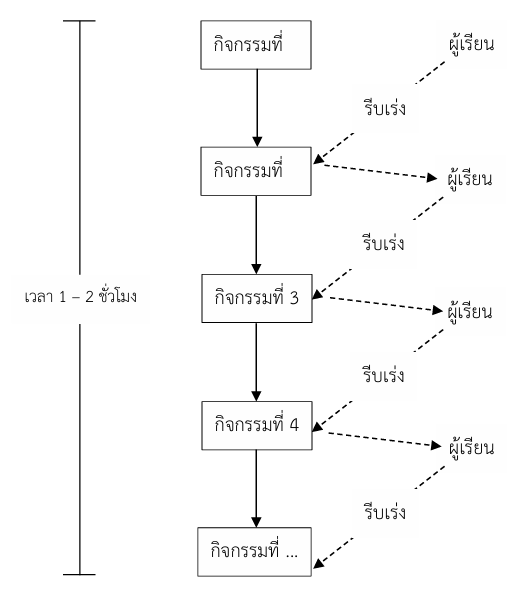 กิจกรรมที่
ผู้เรียน
รีบเร่ง
กิจกรรมที่
ผู้เรียน
รีบเร่ง
เวลา 1 – 2 ชั่วโมง
กิจกรรมที่ 3
ผู้เรียน
รีบเร่ง
กิจกรรมที่ 4
ผู้เรียน
รีบเร่ง
กิจกรรมที่ ...